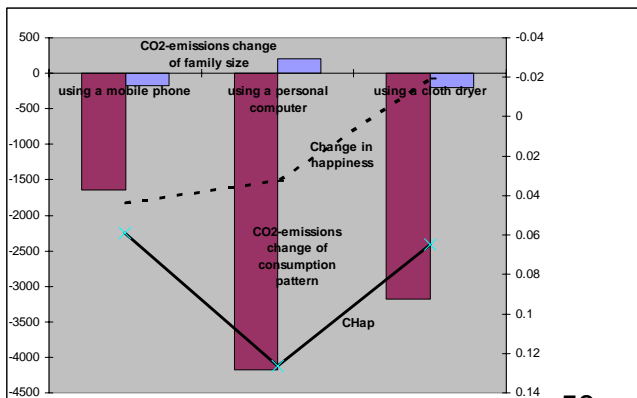 500
0
-500
-1000
-1500
-2000
-2500
-3000
-3500
-4000
-4500
CO2-emissions change
of family size
using a mobile phone
using a personal
computer
using a cloth dryer
Change in
happiness
CO2-emissions
change of
consumption
pattern
CHap
-0.04
-0.02
0
0.02
0.04
0.06
0.08
0.1
0.12
0.14